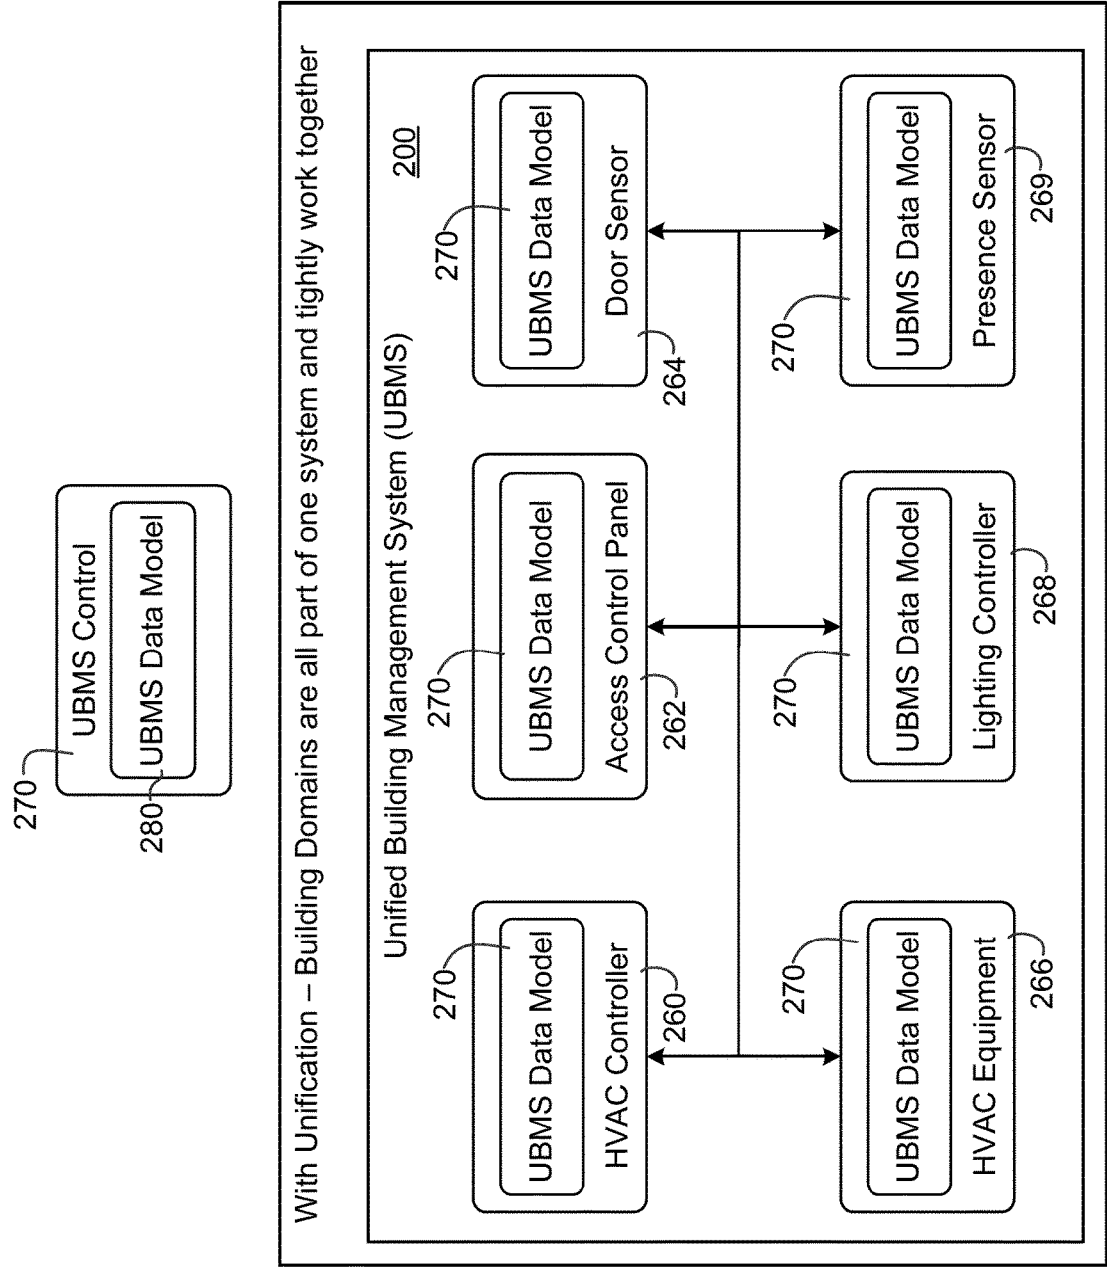 270
UBMS Control
UBMS Data Model
280
With Unification – Building Domains are all part of one system and tightly work together
Unified Building Management System (UBMS)
200
270
UBMS Data Model
HVAC Controller
260
270
UBMS Data Model
Access Control Panel
262
270
UBMS Data Model
Door Sensor
264
270
UBMS Data Model
HVAC Equipment
266
270
UBMS Data Model
Lighting Controller
268
270
UBMS Data Model
Presence Sensor
269